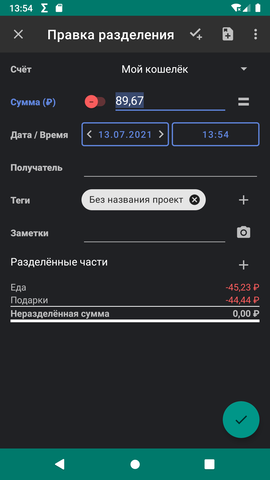 13:54
Правка разделения
Счёт Мой кошелёк
Сумма (₽) 89,67
Дата / Время 13.07.2021 13:54
Получатель
Теги Без названия проект
Заметки
Разделённые части
Еда -45,23 ₽
Подарки -44,44 ₽
Неразделённая сумма 0,00 ₽